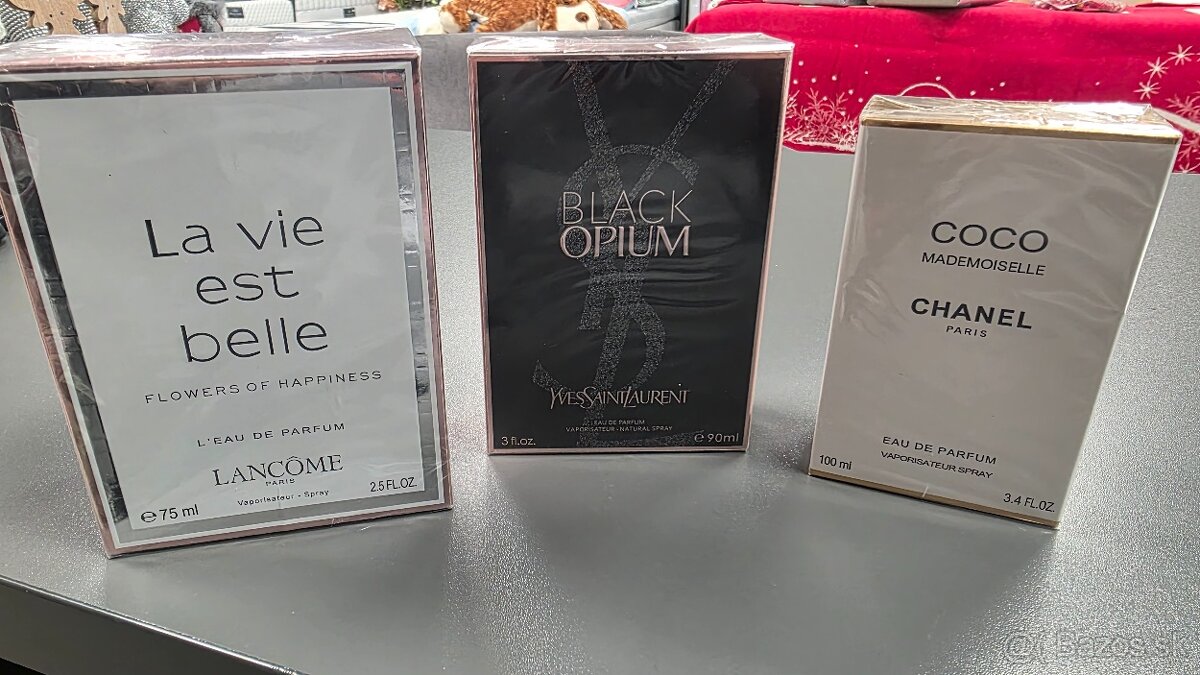 La vie
est
belle
FLOWERS OF HAPPINESS
L'EAU DE PARFUM
LANCÔME
PARIS
Vaporisateur - Spray
e 75 ml
2.5 FL.OZ.
YSL
BLACK
OPIUM
YVESSAINTLAURENT
EAU DE PARFUM
VAPORISATEUR - NATURAL SPRAY
3 fl.oz.
e 90ml
COCO
MADEMOISELLE
CHANEL
PARIS
EAU DE PARFUM
VAPORISATEUR SPRAY
100 ml
3.4 FL.OZ.
Bazos.sk